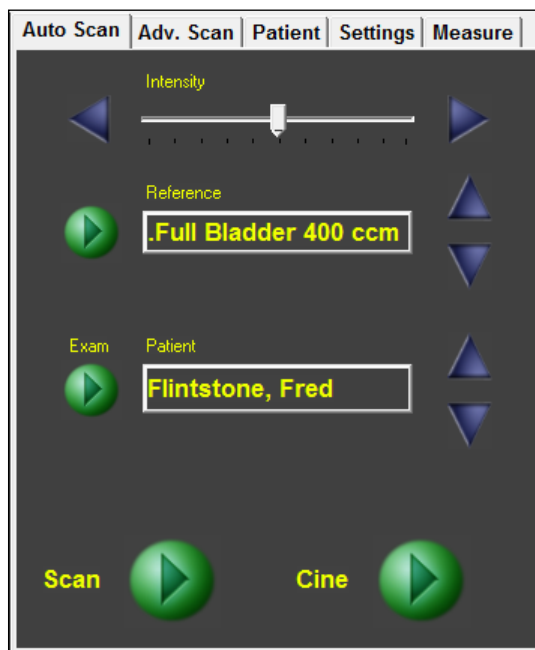 Auto Scan Adv. Scan Patient Settings Measure
Intensity
Reference
.Full Bladder 400 ccm
Exam Patient
Flintstone, Fred
Scan Cine